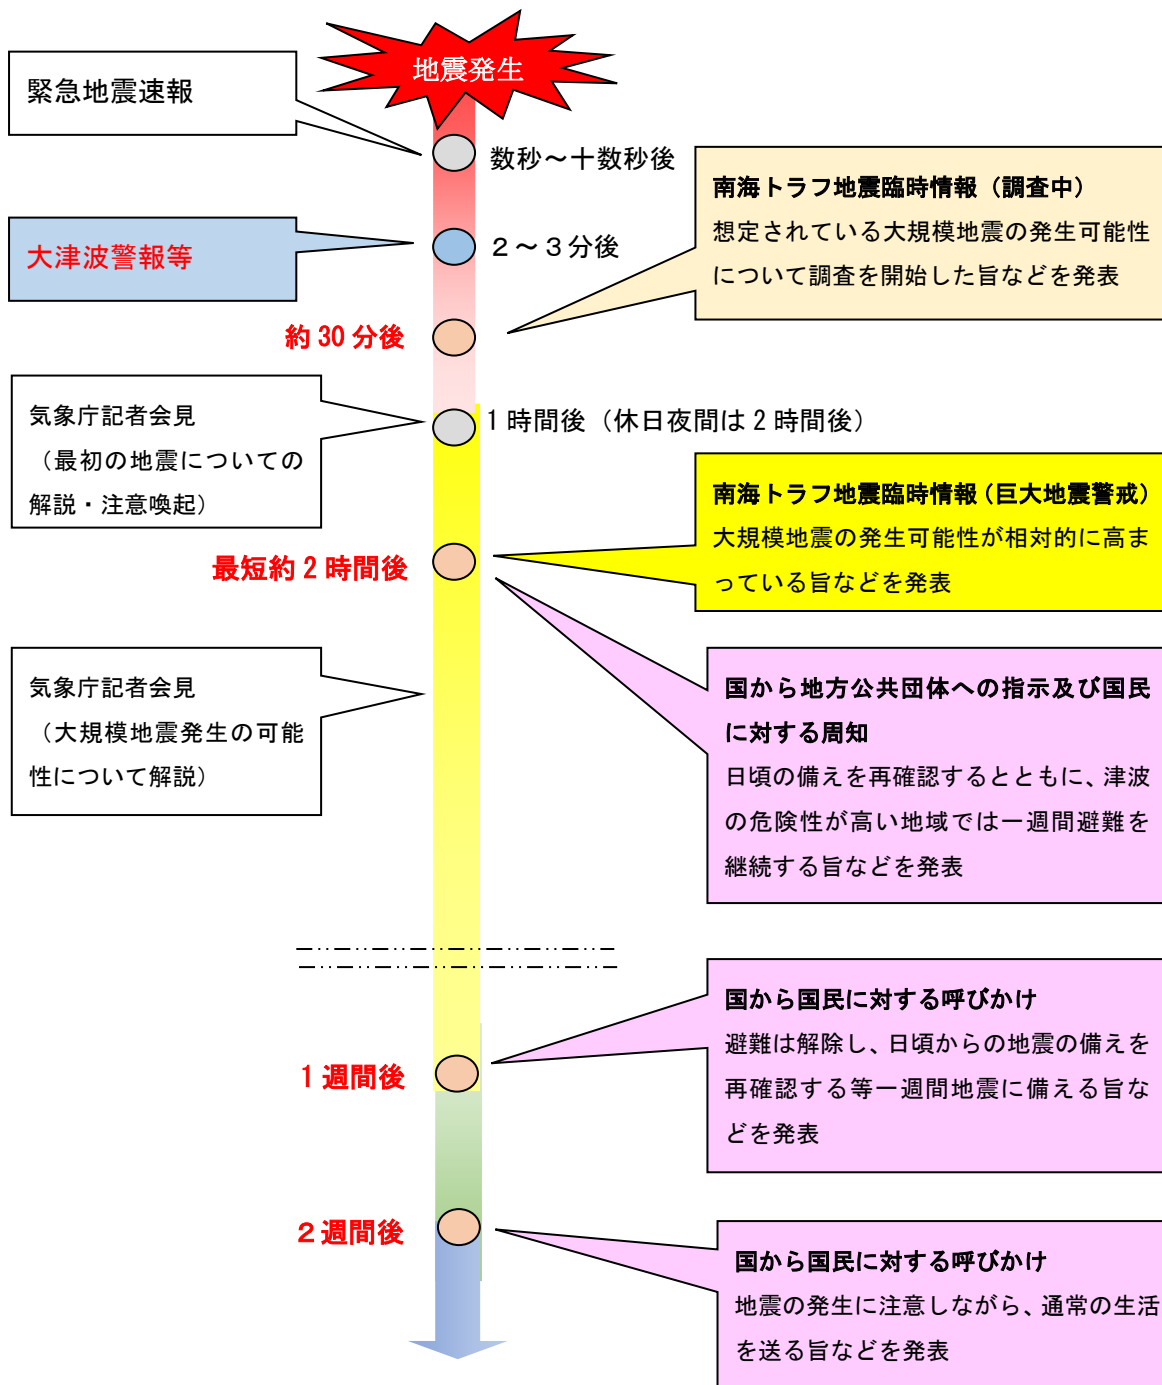 地震発生
緊急地震速報
数秒～十数秒後
大津波警報等
２～３分後
南海トラフ地震臨時情報（調査中）
想定されている大規模地震の発生可能性
について調査を開始した旨などを発表
約30分後
気象庁記者会見
（最初の地震についての
解説・注意喚起）
1時間後（休日夜間は2時間後）
南海トラフ地震臨時情報（巨大地震警戒）
大規模地震の発生可能性が相対的に高ま
っている旨などを発表
最短約2時間後
国から地方公共団体への指示及び国民
に対する周知
日頃の備えを再確認するとともに、津波
の危険性が高い地域では一週間避難を
継続する旨などを発表
気象庁記者会見
（大規模地震発生の可能
性について解説）
国から国民に対する呼びかけ
避難は解除し、日頃からの地震の備えを
再確認する等一週間地震に備える旨な
どを発表
1週間後
２週間後
国から国民に対する呼びかけ
地震の発生に注意しながら、通常の生活
を送る旨などを発表